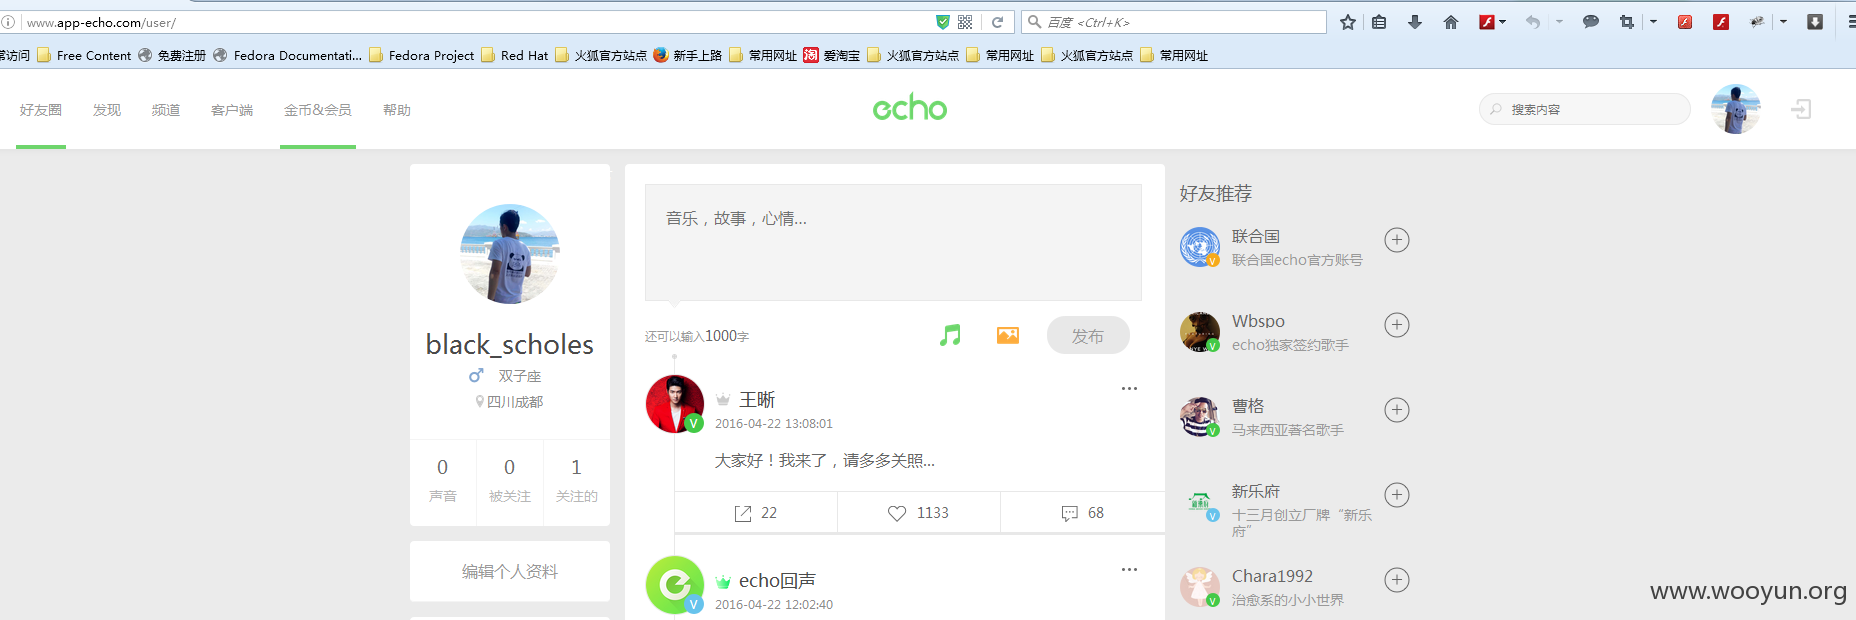 www.app-echo.com/user/
百度 <Ctrl+K>
常访问 Free Content 免费注册 Fedora Documentati... Fedora Project Red Hat 火狐官方站点 新手上路 常用网址 爱淘宝 火狐官方站点 常用网址 火狐官方站点 常用网址
好友圈 发现 频道 客户端 金币&会员 帮助
echo
搜索内容
black_scholes
双子座
四川成都
0 0 1
声音 被关注 关注的
编辑个人资料
音乐，故事，心情...
还可以输入1000字
发布
王晰
2016-04-22 13:08:01
大家好！我来了，请多多关照...
22 1133 68
echo回声
2016-04-22 12:02:40
好友推荐
联合国
联合国echo官方账号
Wbspo
echo独家签约歌手
曹格
马来西亚著名歌手
新乐府
十三月创立厂牌“新乐
府”
Chara1992
治愈系的小小世界
www.wooyun.org